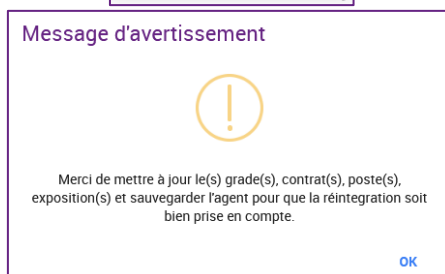 Message d'avertissement
Merci de mettre à jour le(s) grade(s), contrat(s), poste(s),
exposition(s) et sauvegarder l'agent pour que la réintegration soit
bien prise en compte.
OK